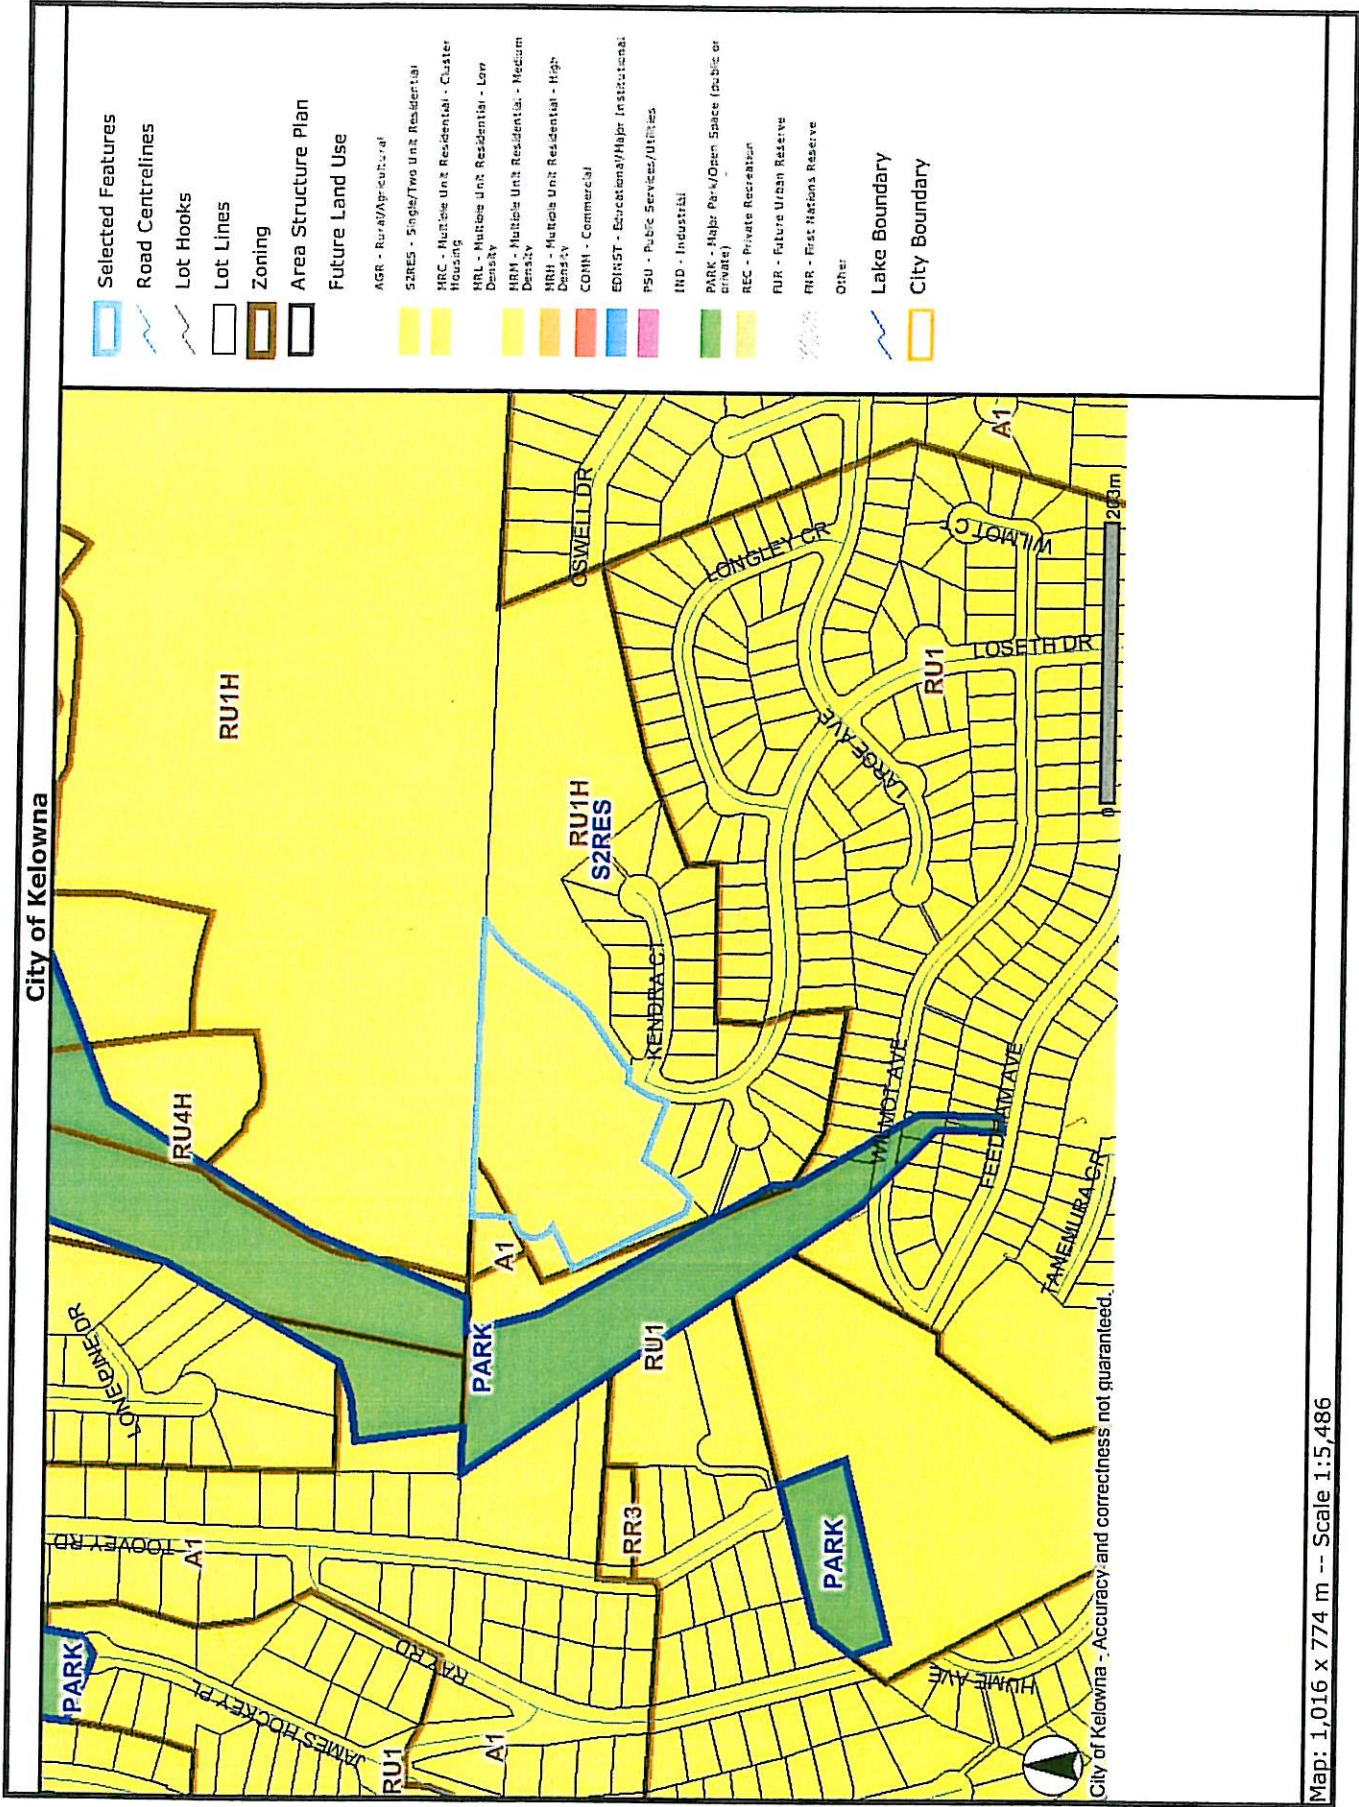 City of Kelowna
RU1H
RU4H
LONEPINE DR
TOOVEY RD
A1
PARK
JAMES HOCKEY PL
RAY RD
RU1
A1
RR3
PARK
A1
RU1
PARK
RU1H
S2RES
KENDRA CT
OSWELL DR
LONGLEY CR
LARGE AVE
RU1
LOSETH DR
A1
WILMOT AVE
FEEDHAM AVE
TANEMURA CR
HUME AVE
0
203m
City of Kelowna - Accuracy and correctness not guaranteed.
Selected Features
Road Centrelines
Lot Hooks
Lot Lines
Zoning
Area Structure Plan
Future Land Use
AGR - Rural/Agricultural
S2RES - Single/Two Unit Residential
MRC - Multiple Unit Residential - Cluster
Housing
MRL - Multiple Unit Residential - Low
Density
MRM - Multiple Unit Residential - Medium
Density
MRH - Multiple Unit Residential - High
Density
COMM - Commercial
EDINST - Educational/Major Institutional
PSU - Public Services/Utilities
IND - Industrial
PARK - Major Park/Open Space (public or
private)
REC - Private Recreation
FUR - Future Urban Reserve
FNR - First Nations Reserve
Other
Lake Boundary
City Boundary
Map: 1,016 x 774 m -- Scale 1:5,486